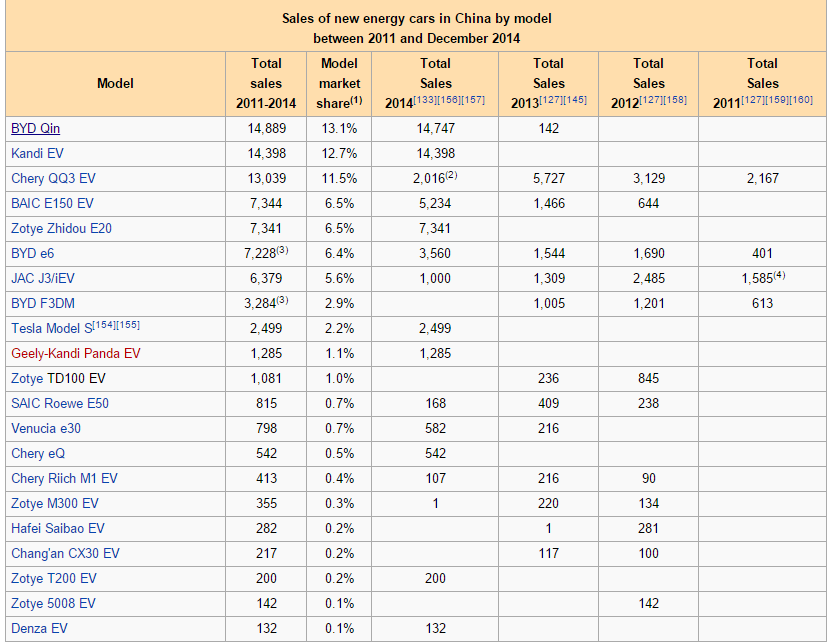 Sales of new energy cars in China by model
between 2011 and December 2014
Model Total sales 2011-2014 Model market share(1) Total Sales 2014[133][156][157] Total Sales 2013[127][145] Total Sales 2012[127][158] Total Sales 2011[127][159][160]
BYD Qin 14,889 13.1% 14,747 142
Kandi EV 14,398 12.7% 14,398
Chery QQ3 EV 13,039 11.5% 2,016(2) 5,727 3,129 2,167
BAIC E150 EV 7,344 6.5% 5,234 1,466 644
Zotye Zhidou E20 7,341 6.5% 7,341
BYD e6 7,228(3) 6.4% 3,560 1,544 1,690 401
JAC J3/iEV 6,379 5.6% 1,000 1,309 2,485 1,585(4)
BYD F3DM 3,284(3) 2.9% 1,005 1,201 613
Tesla Model S[154][155] 2,499 2.2% 2,499
Geely-Kandi Panda EV 1,285 1.1% 1,285
Zotye TD100 EV 1,081 1.0% 236 845
SAIC Roewe E50 815 0.7% 168 409 238
Venucia e30 798 0.7% 582 216
Chery eQ 542 0.5% 542
Chery Riich M1 EV 413 0.4% 107 216 90
Zotye M300 EV 355 0.3% 1 220 134
Hafei Saibao EV 282 0.2% 1 281
Chang'an CX30 EV 217 0.2% 117 100
Zotye T200 EV 200 0.2% 200
Zotye 5008 EV 142 0.1% 142
Denza EV 132 0.1% 132